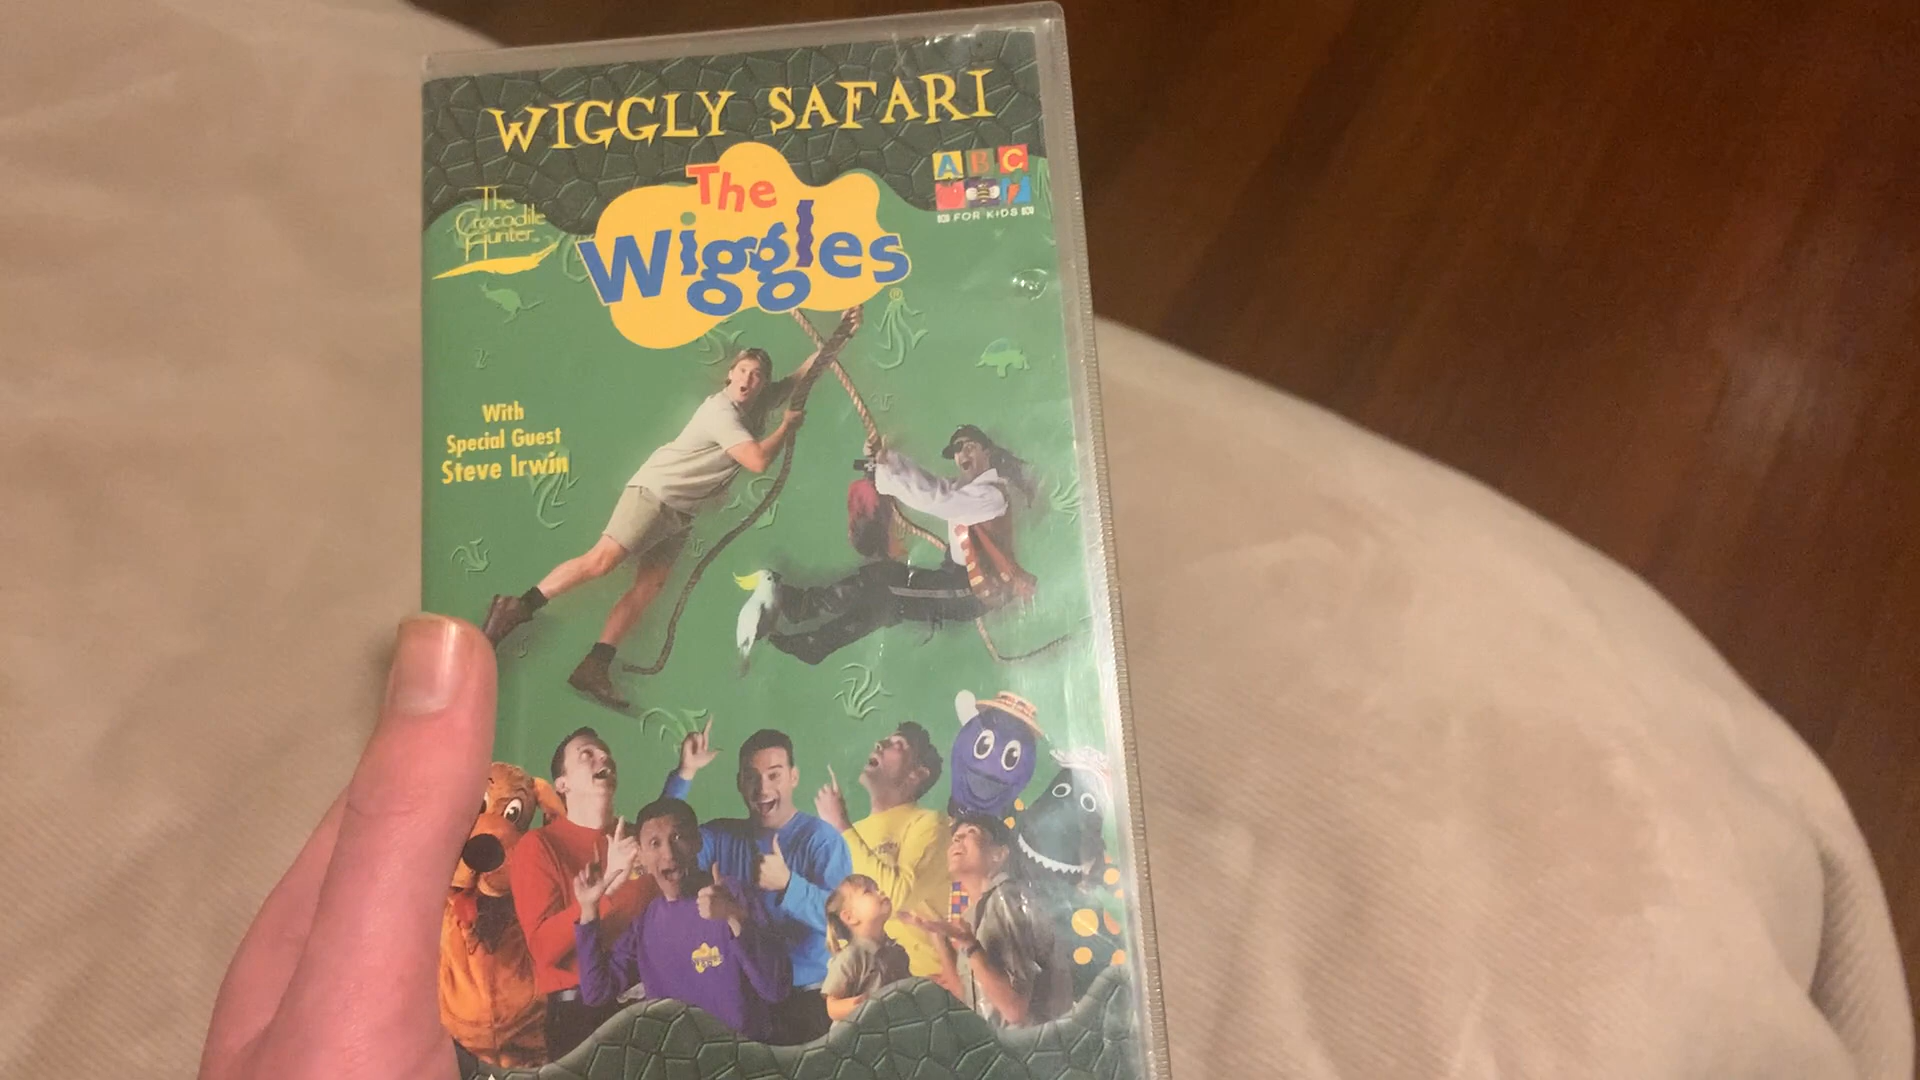 WIGGLY SAFARI
The
Wiggles
ABC
FOR KIDS
The
Crocodile
Hunter
With
Special Guest
Steve Irwin